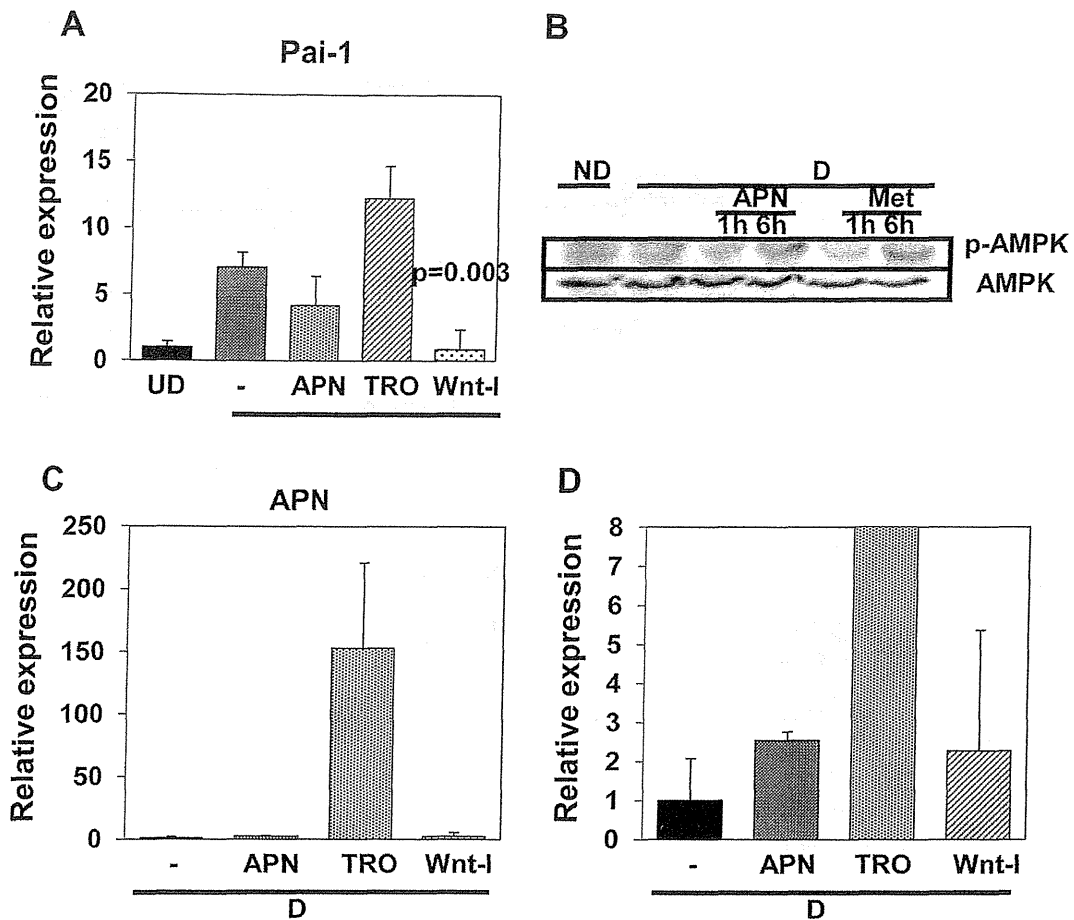 A
Pai-1
Relative expression
20
15
10
5
0
p=0.003
UD - APN TRO Wnt-I
B
ND D
APN Met
1h 6h 1h 6h
p-AMPK
AMPK
C
APN
Relative expression
250
200
150
100
50
0
- APN TRO Wnt-I
D
D
Relative expression
8
7
6
5
4
3
2
1
0
- APN TRO Wnt-I
D